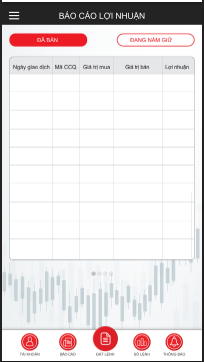 BÁO CÁO LỢI NHUẬN
ĐÃ BÁN
ĐANG NẮM GIỮ
Ngày giao dịch Mã CCQ Giá trị mua Giá trị bán Lợi nhuận
TÀI KHOẢN BÁO CÁO ĐẶT LỆNH SỔ LỆNH THÔNG BÁO